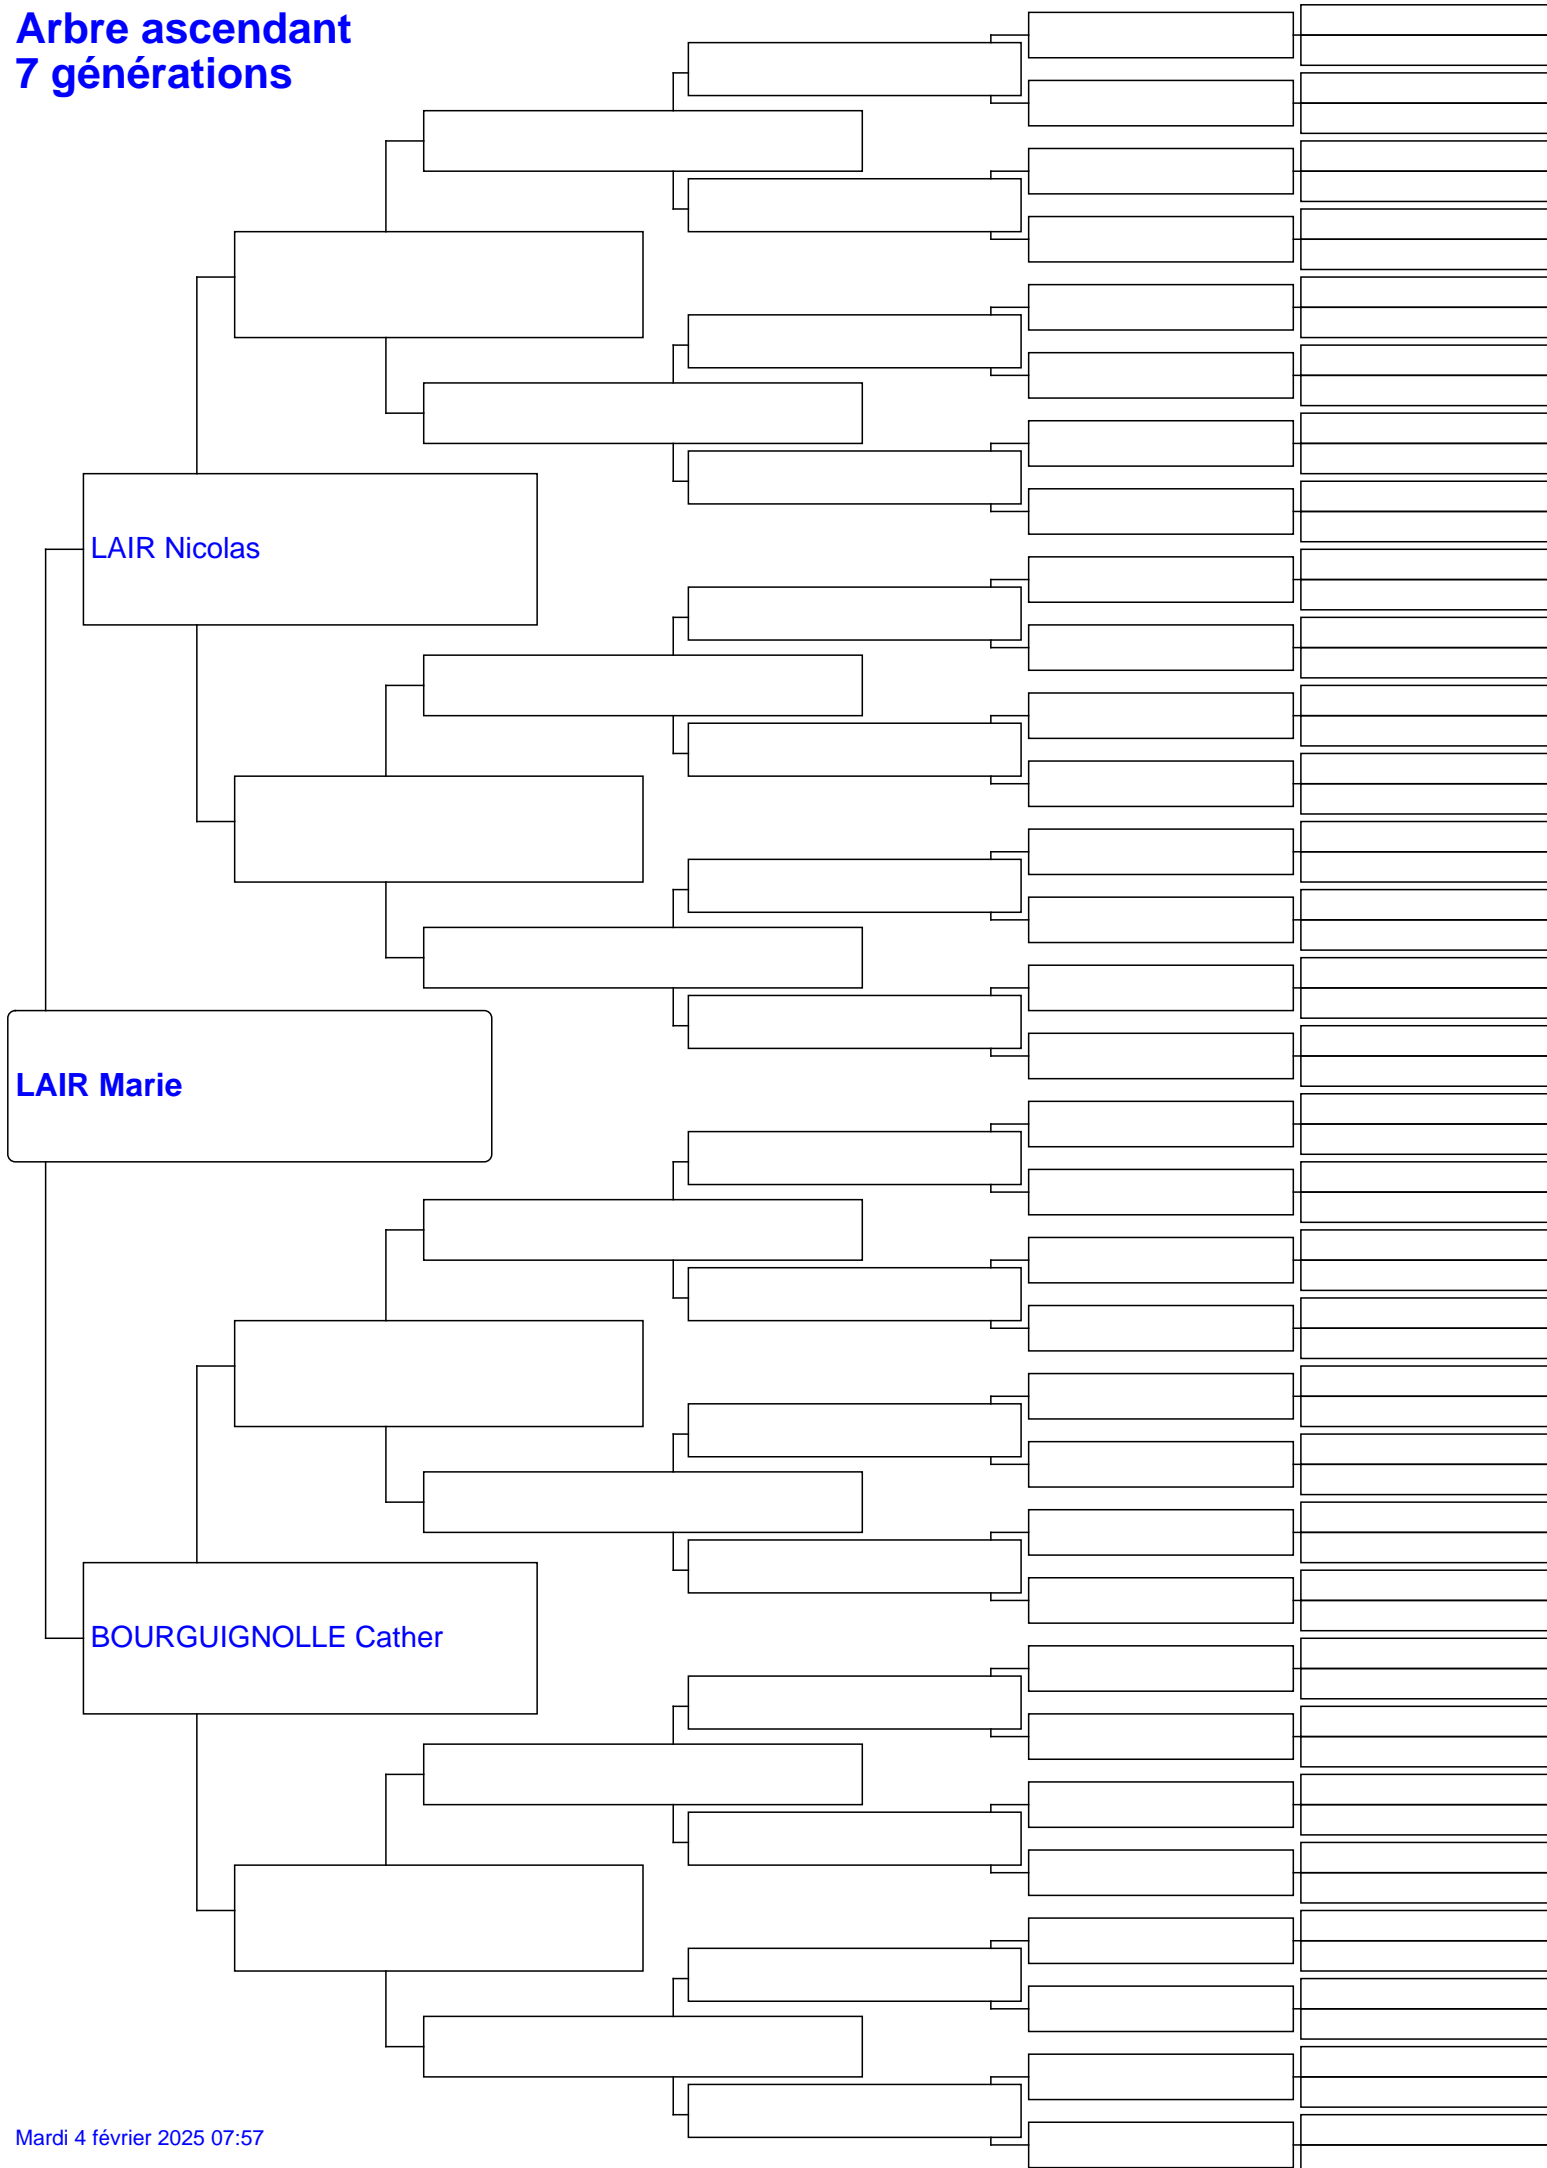 Arbre ascendant
7 générations
LAIR Nicolas
LAIR Marie
BOURGUIGNOLLE Cather
Mardi 4 février 2025 07:57